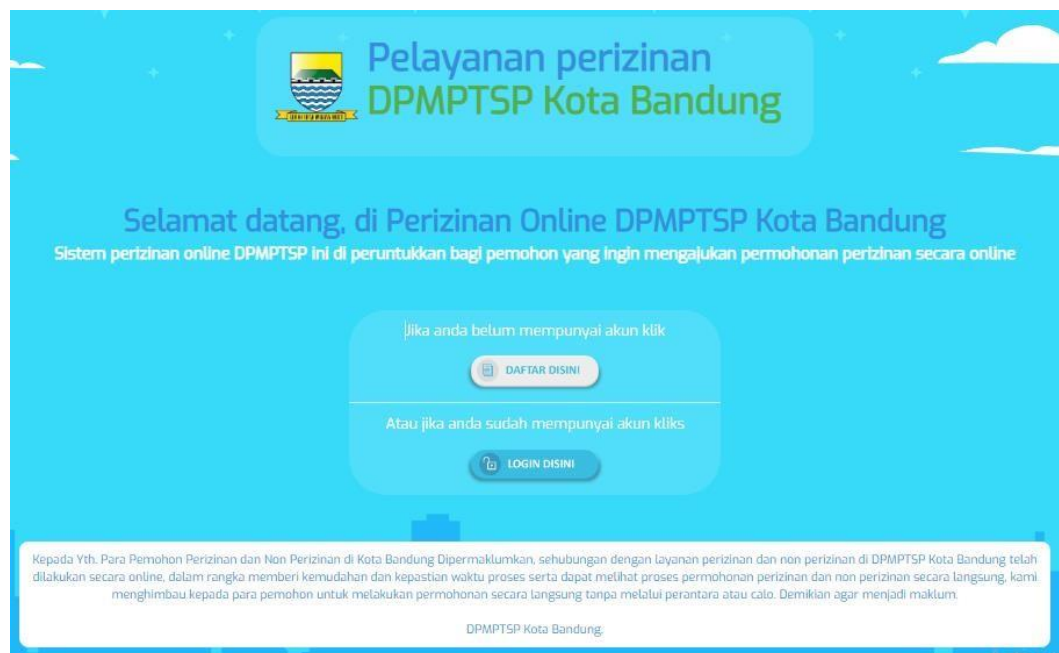 Pelayanan perizinan
DPMPTSP Kota Bandung
Selamat datang, di Perizinan Online DPMPTSP Kota Bandung
Sistem perizinan online DPMPTSP ini di peruntukkan bagi pemohon yang ingin mengajukan permohonan perizinan secara online
Jika anda belum mempunyai akun klik
DAFTAR DISINI
Atau jika anda sudah mempunyai akun kliks
LOGIN DISINI
Kepada Yth. Para Pemohon Perizinan dan Non Perizinan di Kota Bandung Dipermaklumkan, sehubungan dengan layanan perizinan dan non perizinan di DPMPTSP Kota Bandung telah
dilakukan secara online, dalam rangka memberi kemudahan dan kepastian waktu proses serta dapat melihat proses permohonan perizinan dan non perizinan secara langsung, kami
menghimbau kepada para pemohon untuk melakukan permohonan secara langsung tanpa melalui perantara atau calo. Demikian agar menjadi maklum.
DPMPTSP Kota Bandung.